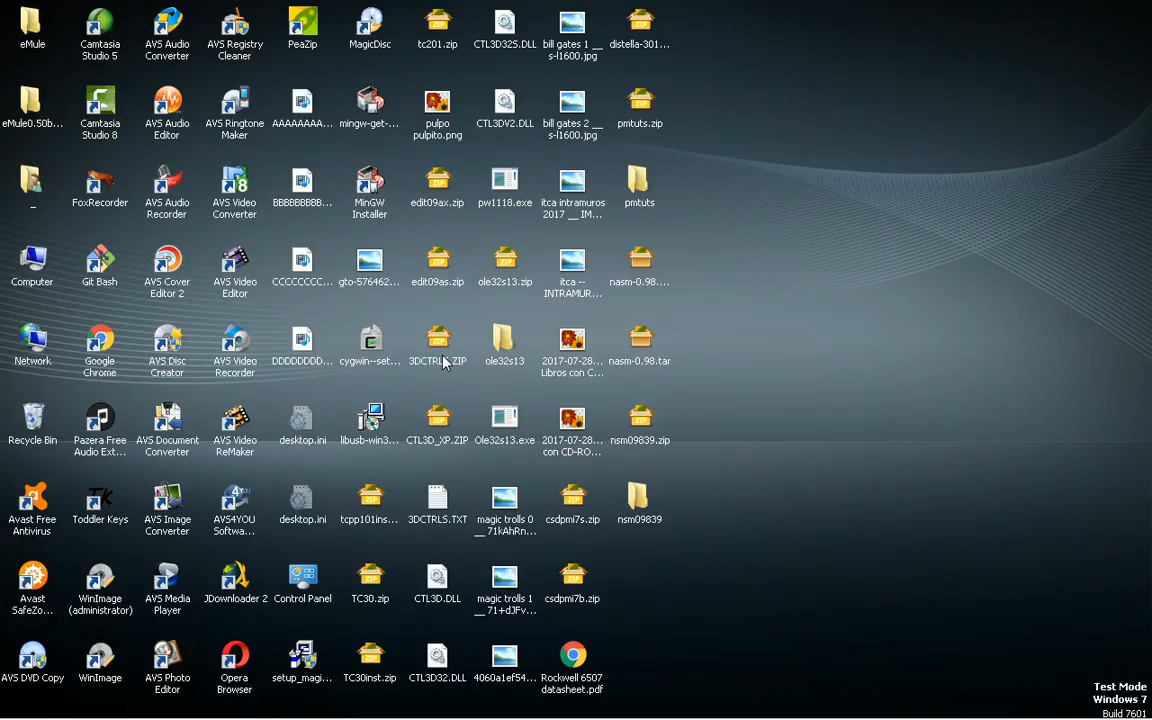 eMule
Camtasia
Studio 5
AVS Audio
Converter
AVS Registry
Cleaner
PeaZip
MagicDisc
tc201.zip
CTL3D32S.DLL
bill gates 1 __
s-l1600.jpg
distella-301...
eMule0.50b...
Camtasia
Studio 8
AVS Audio
Editor
AVS Ringtone
Maker
AAAAAAAA...
mingw-get-...
pulpo
pulpito.png
CTL3DV2.DLL
bill gates 2 __
s-l1600.jpg
pmtuts.zip
_
FoxRecorder
AVS Audio
Recorder
AVS Video
Converter
BBBBBBBBB...
MinGW
Installer
edit09ax.zip
pw1118.exe
itca intramuros
2017 __ IM...
pmtuts
Computer
Git Bash
AVS Cover
Editor 2
AVS Video
Editor
CCCCCCCC...
gto-576462...
edit09as.zip
ole32s13.zip
itca --
INTRAMUR...
nasm-0.98....
Network
Google
Chrome
AVS Disc
Creator
AVS Video
Recorder
DDDDDDDD...
cygwin--set...
3DCTRLS.ZIP
ole32s13
2017-07-28...
Libros con C...
nasm-0.98.tar
Recycle Bin
Pazera Free
Audio Ext...
AVS Document
Converter
AVS Video
ReMaker
desktop.ini
libusb-win3...
CTL3D_XP.ZIP
Ole32s13.exe
2017-07-28...
con CD-RO...
nsm09839.zip
Avast Free
Antivirus
Toddler Keys
AVS Image
Converter
AVS4YOU
Softwa...
desktop.ini
tcpp101ins...
3DCTRLS.TXT
magic trolls 0
__ 71kAhRn...
csdpmi7s.zip
nsm09839
Avast
SafeZo...
WinImage
(administrator)
AVS Media
Player
JDownloader 2
Control Panel
TC30.zip
CTL3D.DLL
magic trolls 1
__ 71+dJFv...
csdpmi7b.zip
AVS DVD Copy
WinImage
AVS Photo
Editor
Opera
Browser
setup_magi...
TC30inst.zip
CTL3D32.DLL
4060a1ef54...
Rockwell 6507
datasheet.pdf
Test Mode
Windows 7
Build 7601